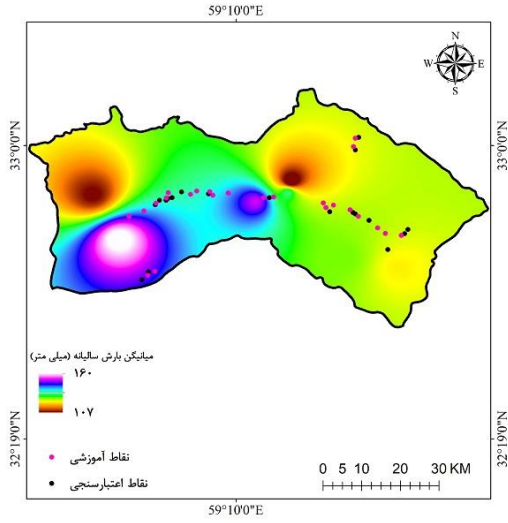 59°10'0"E
N
W E
S
33°0'0"N
33°0'0"N
میانیگن بارش سالیانه (میلی متر)
۱۶۰
۱۰۷
32°19'0"N
32°19'0"N
نقاط آموزشی
نقاط اعتبارسنجی
0 5 10 20 30 KM
59°10'0"E